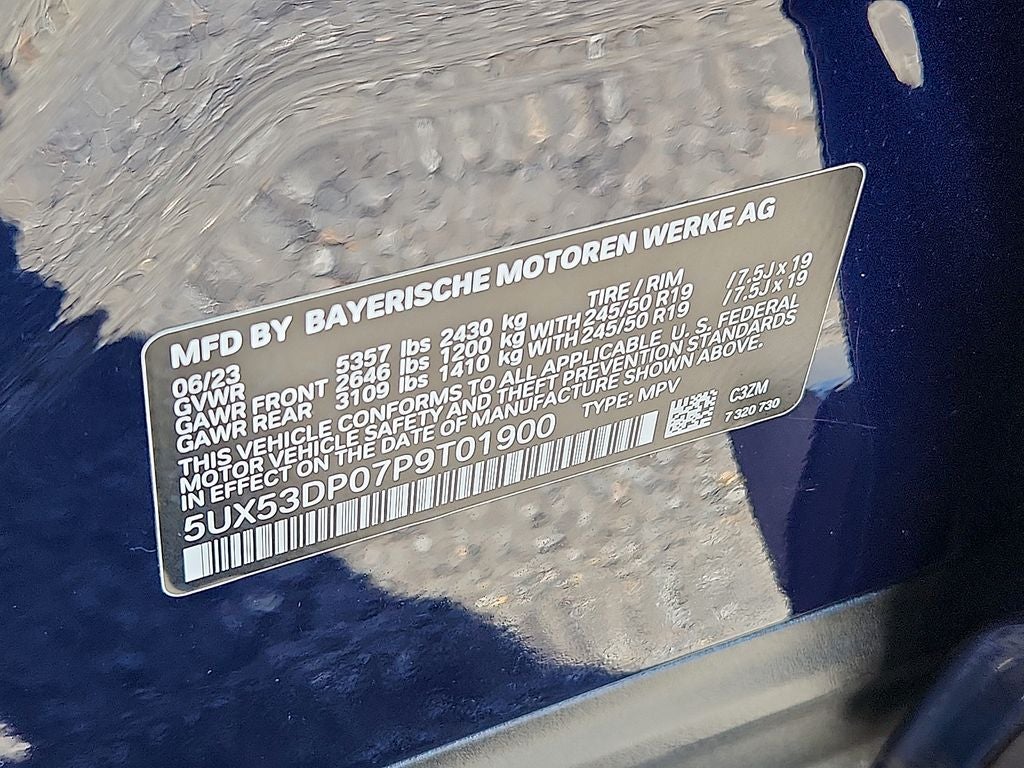 MFD BY BAYERISCHE MOTOREN WERKE AG
06/23 TIRE / RIM
GVWR 5357 lbs 2430 kg
GAWR FRONT 2646 lbs 1200 kg WITH 245/50 R19 /7.5J x 19
GAWR REAR 3109 lbs 1410 kg WITH 245/50 R19 /7.5J x 19
THIS VEHICLE CONFORMS TO ALL APPLICABLE U. S. FEDERAL
MOTOR VEHICLE SAFETY AND THEFT PREVENTION STANDARDS
IN EFFECT ON THE DATE OF MANUFACTURE SHOWN ABOVE.
5UX53DP07P9T01900 TYPE: MPV
C3ZM
7 320 730